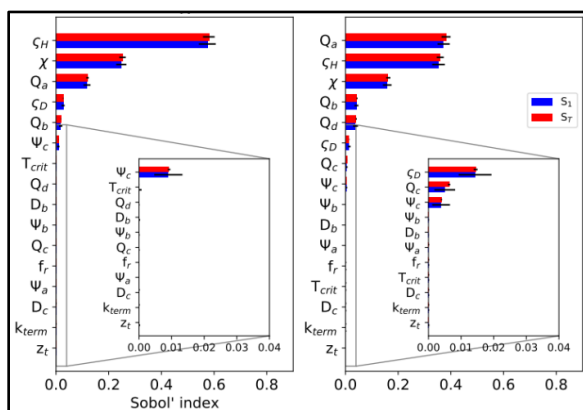 ςH
χ
Qa
ςD
Qb
Ψc
Tcrit
Qd
Db
Ψb
Qc
fr
Ψa
Dc
kterm
zt
0.0 0.2 0.4 0.6 0.8
Sobol' index
Ψc
Tcrit
Qd
Db
Ψb
Qc
fr
Ψa
Dc
kterm
zt
0.00 0.01 0.02 0.03 0.04
Qa
ςH
χ
Qb
Qd
ςD
Qc
Ψc
Ψb
Db
Ψa
fr
Tcrit
Dc
kterm
zt
0.0 0.2 0.4 0.6 0.8
S1
ST
ςD
Qc
Ψc
Ψb
Db
Ψa
fr
Tcrit
Dc
kterm
zt
0.00 0.01 0.02 0.03 0.04